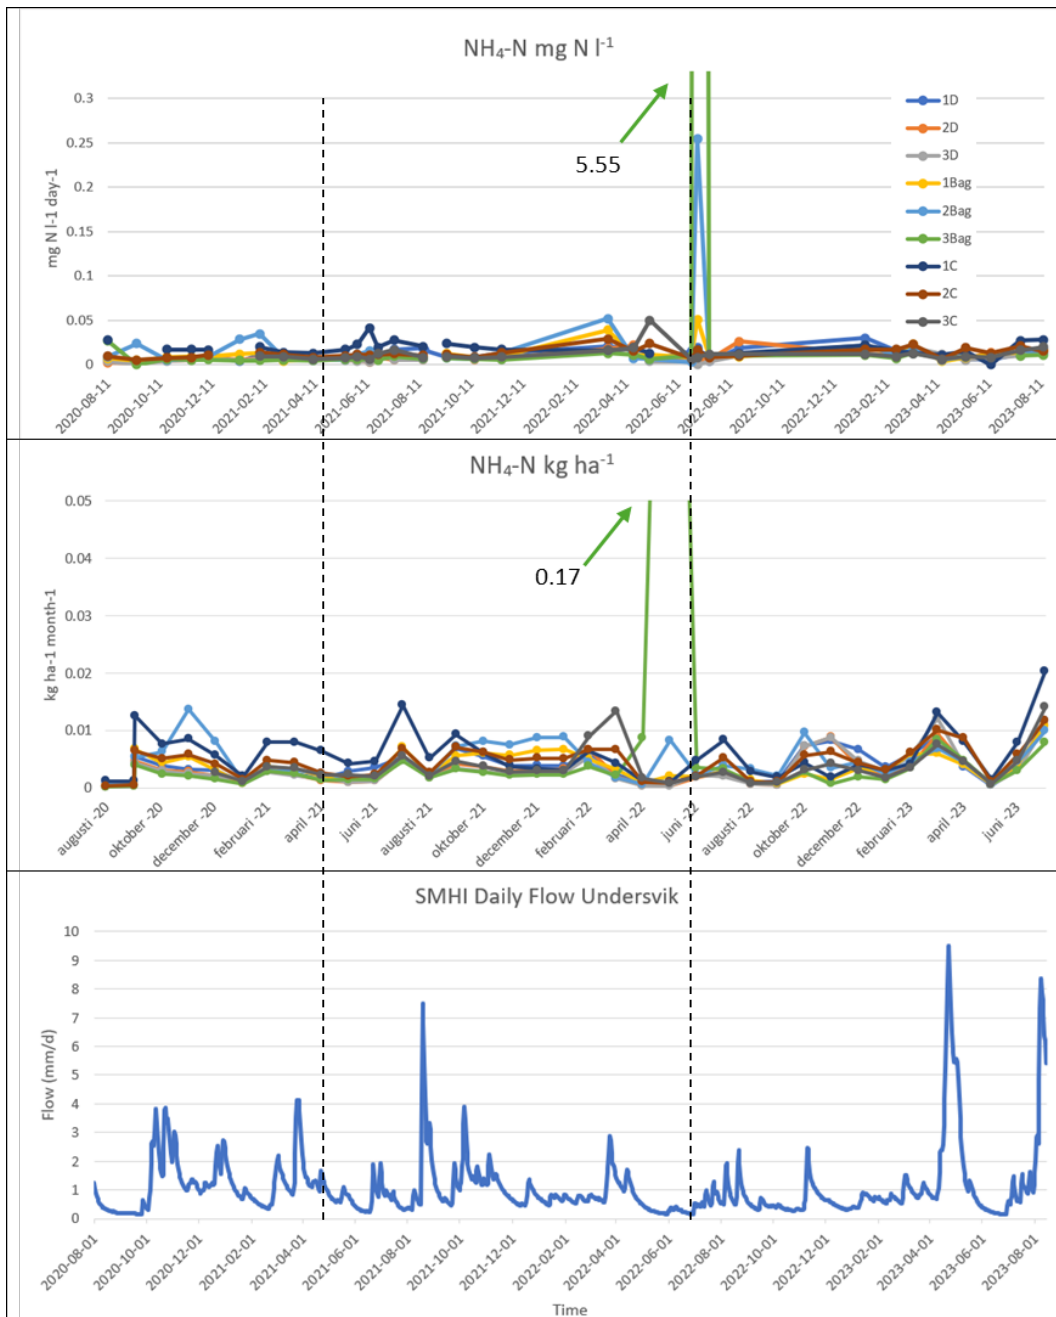 NH₄-N mg N l⁻¹
mg N l-1 day-1
0.3
0.25
0.2
0.15
0.1
0.05
0
5.55
1D
2D
3D
1Bag
2Bag
3Bag
1C
2C
3C
2020-08-11
2020-10-11
2020-12-11
2021-02-11
2021-04-11
2021-06-11
2021-08-11
2021-10-11
2021-12-11
2022-02-11
2022-04-11
2022-06-11
2022-08-11
2022-10-11
2022-12-11
2023-02-11
2023-04-11
2023-06-11
2023-08-11
NH₄-N kg ha⁻¹
kg ha-1 month-1
0.05
0.04
0.03
0.02
0.01
0
0.17
augusti -20
oktober -20
december -20
februari -21
april -21
juni -21
augusti -21
oktober -21
december -21
februari -22
april -22
juni -22
augusti -22
oktober -22
december -22
februari -23
april -23
juni -23
SMHI Daily Flow Undersvik
Flow (mm/d)
10
9
8
7
6
5
4
3
2
1
0
2020-08-01
2020-10-01
2020-12-01
2021-02-01
2021-04-01
2021-06-01
2021-08-01
2021-10-01
2021-12-01
2022-02-01
2022-04-01
2022-06-01
2022-08-01
2022-10-01
2022-12-01
2023-02-01
2023-04-01
2023-06-01
2023-08-01
Time